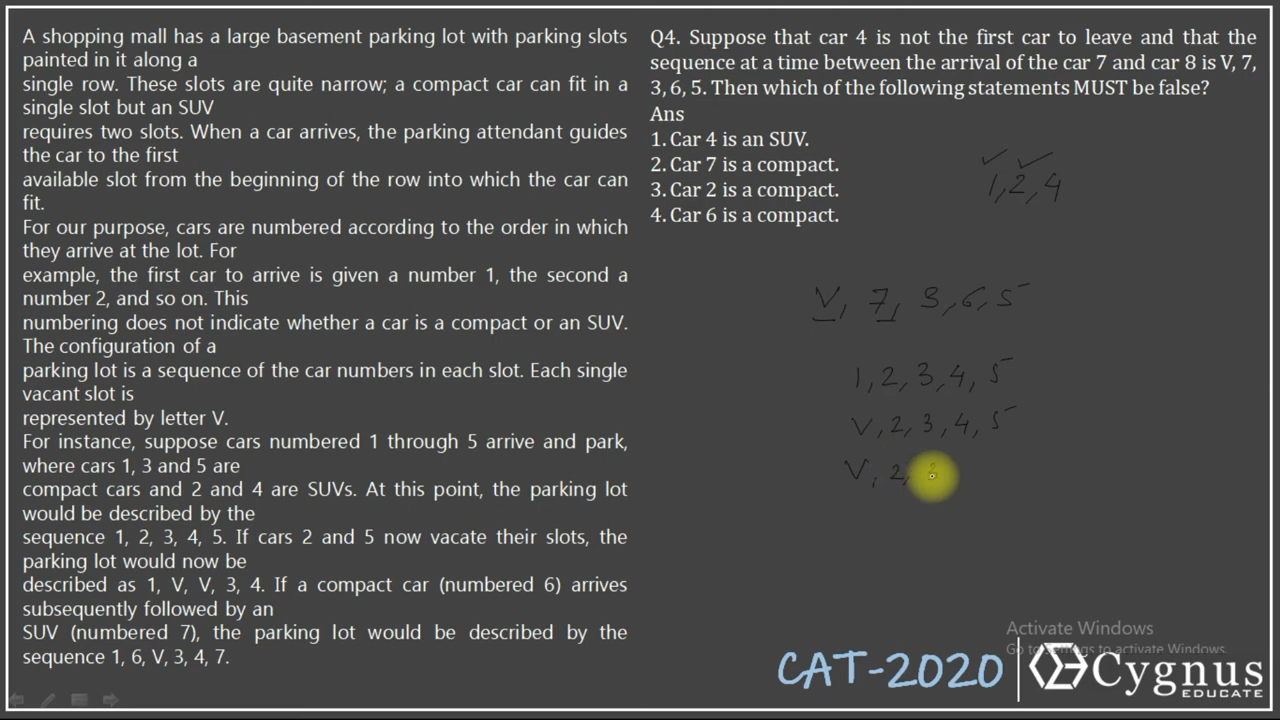 A shopping mall has a large basement parking lot with parking slots
painted in it along a
single row. These slots are quite narrow; a compact car can fit in a
single slot but an SUV
requires two slots. When a car arrives, the parking attendant guides
the car to the first
available slot from the beginning of the row into which the car can
fit.
For our purpose, cars are numbered according to the order in which
they arrive at the lot. For
example, the first car to arrive is given a number 1, the second a
number 2, and so on. This
numbering does not indicate whether a car is a compact or an SUV.
The configuration of a
parking lot is a sequence of the car numbers in each slot. Each single
vacant slot is
represented by letter V.
For instance, suppose cars numbered 1 through 5 arrive and park,
where cars 1, 3 and 5 are
compact cars and 2 and 4 are SUVs. At this point, the parking lot
would be described by the
sequence 1, 2, 3, 4, 5. If cars 2 and 5 now vacate their slots, the
parking lot would now be
described as 1, V, V, 3, 4. If a compact car (numbered 6) arrives
subsequently followed by an
SUV (numbered 7), the parking lot would be described by the
sequence 1, 6, V, 3, 4, 7.
Q4. Suppose that car 4 is not the first car to leave and that the
sequence at a time between the arrival of the car 7 and car 8 is V, 7,
3, 6, 5. Then which of the following statements MUST be false?
Ans
1. Car 4 is an SUV.
2. Car 7 is a compact.
3. Car 2 is a compact.
4. Car 6 is a compact.
1, 2, 4
V, 7, 3, 6, 5
1, 2, 3, 4, 5
V, 2, 3, 4, 5
V, 2,
Activate Windows
Go to Settings to activate Windows.
CAT-2020
Cygnus
EDUCATE